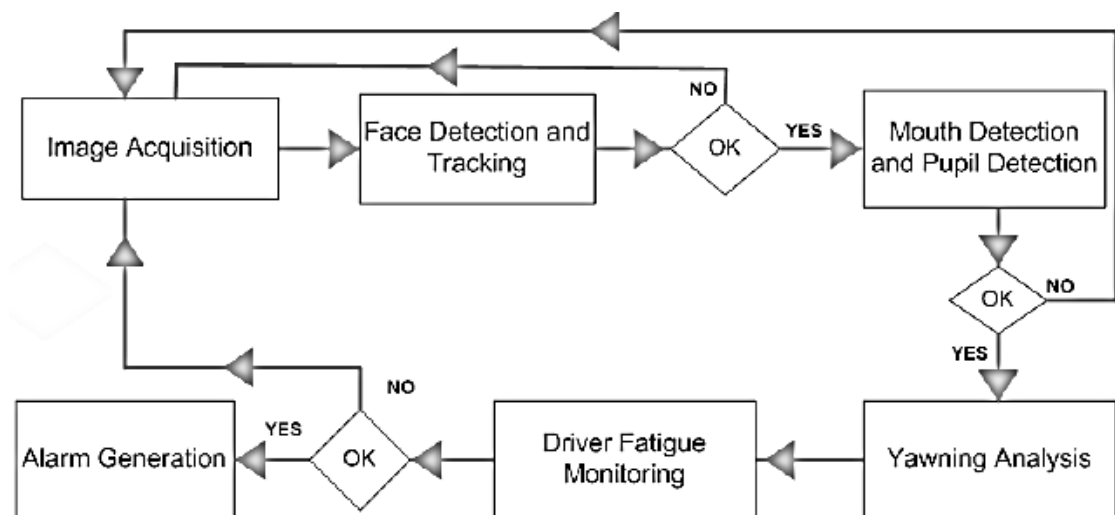 NO
Image Acquisition
Face Detection and
Tracking
OK
YES
Mouth Detection
and Pupil Detection
OK
NO
YES
NO
Alarm Generation
YES
OK
Driver Fatigue
Monitoring
Yawning Analysis